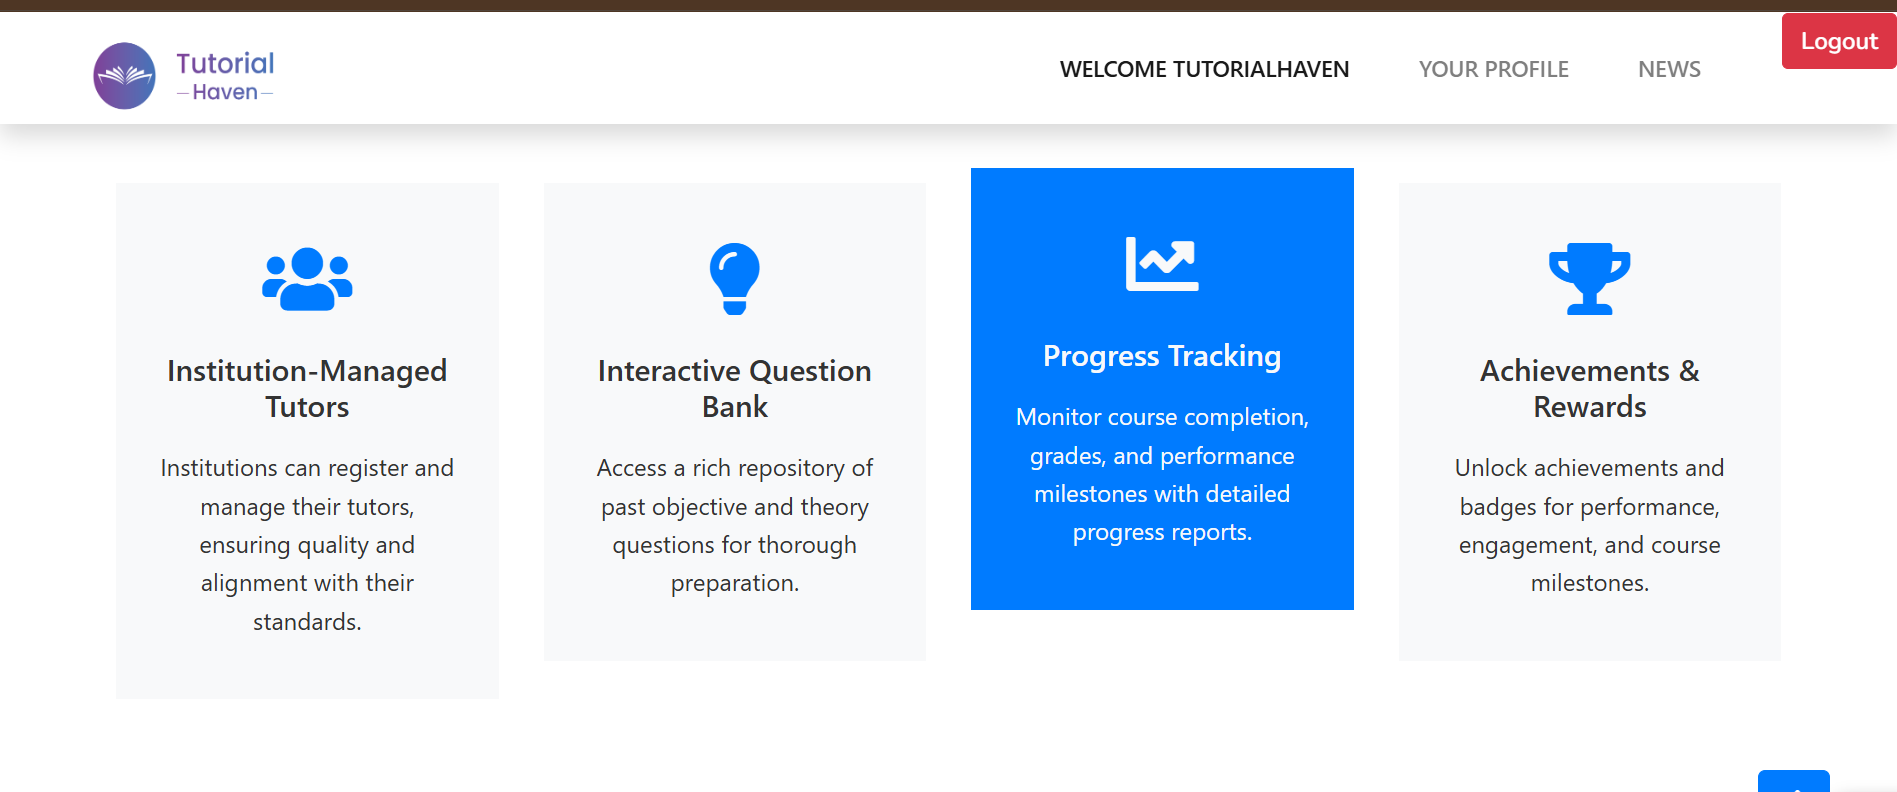 Tutorial
Haven
WELCOME TUTORIALHAVEN
YOUR PROFILE
NEWS
Logout
Institution-Managed
Tutors
Institutions can register and
manage their tutors,
ensuring quality and
alignment with their
standards.
Interactive Question
Bank
Access a rich repository of
past objective and theory
questions for thorough
preparation.
Progress Tracking
Monitor course completion,
grades, and performance
milestones with detailed
progress reports.
Achievements &
Rewards
Unlock achievements and
badges for performance,
engagement, and course
milestones.